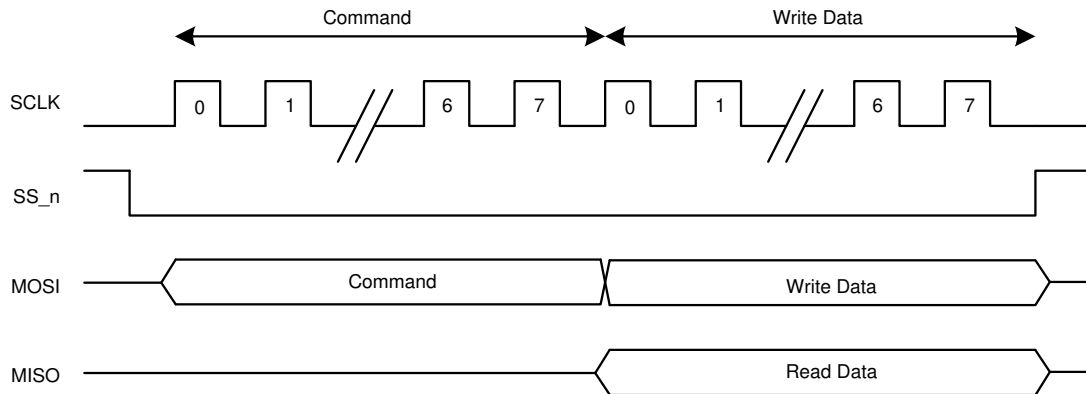 Command Write Data
SCLK 0 1 6 7 0 1 6 7
SS_n
MOSI Command Write Data
MISO Read Data